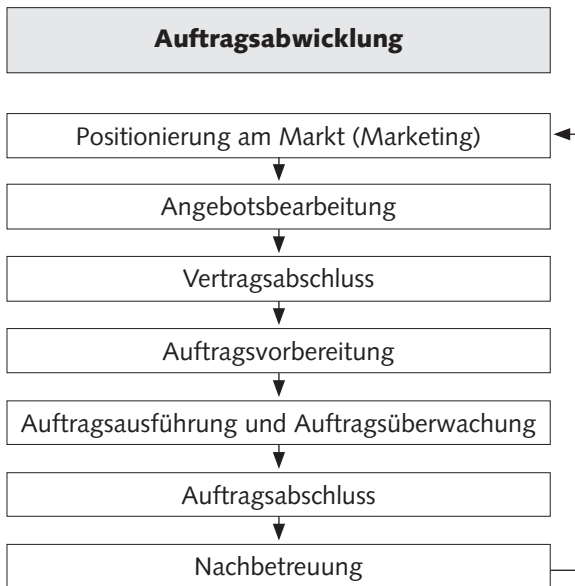 Auftragsabwicklung
Positionierung am Markt (Marketing)
Angebotsbearbeitung
Vertragsabschluss
Auftragsvorbereitung
Auftragsausführung und Auftragsüberwachung
Auftragsabschluss
Nachbetreuung